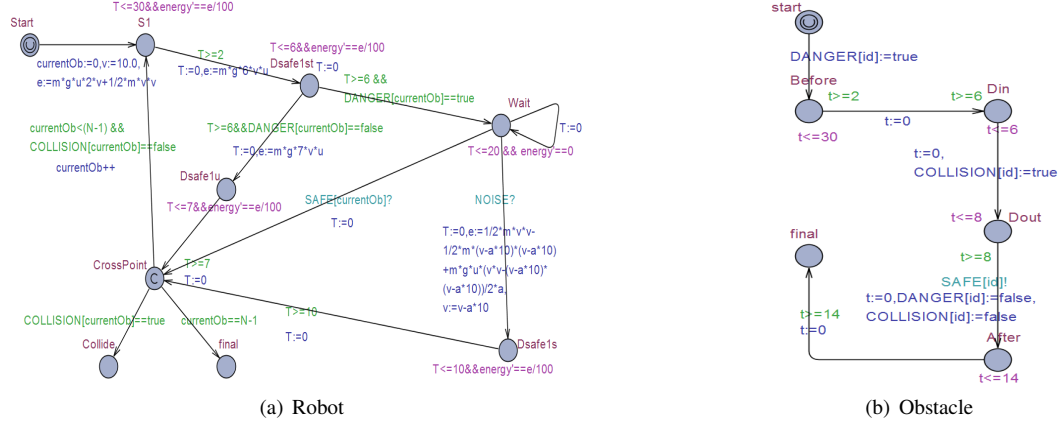 T<=30&&energy'==e/100
Start
S1
T>=2
currentOb:=0,v:=10.0,
e:=m*g*u*2*v+1/2*m*v*v
T:=0,e:=m*g*6*v*u
T<=6&&energy'==e/100
Dsafe1st
T:=0
T>=6 &&
DANGER[currentOb]==true
Wait
T:=0
T<=20 && energy'==0
currentOb<(N-1) &&
COLLISION[currentOb]==false
currentOb++
T>=6&&DANGER[currentOb]==false
T:=0,e:=m*g*7*v*u
Dsafe1u
T<=7&&energy'==e/100
SAFE[currentOb]?
T:=0
NOISE?
T:=0,e:=1/2*m*v*v-
1/2*m*(v-a*10)*(v-a*10)
+m*g*u*(v*v-(v-a*10)*
(v-a*10))/2*a,
v:=v-a*10
CrossPoint
C
T>=7
T:=0
T>=10
T:=0
COLLISION[currentOb]==true
currentOb==N-1
Collide
final
Dsafe1s
T<=10&&energy'==e/100
(a) Robot
start
DANGER[id]:=true
Before
t>=2
t<=30
t:=0
t>=6
Din
t<=6
t:=0,
COLLISION[id]:=true
t<=8
Dout
t>=8
SAFE[id]!
t:=0,DANGER[id]:=false,
COLLISION[id]:=false
After
t<=14
final
t>=14
t:=0
(b) Obstacle